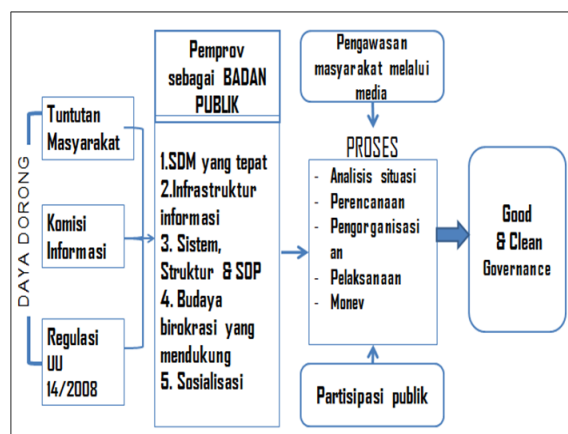 DAYA DORONG
Tuntutan
Masyarakat
Komisi
Informasi
Regulasi
UU
14/2008
Pemprov
sebagai BADAN
PUBLIK
1.SDM yang tepat
2.Infrastruktur
informasi
3. Sistem,
Struktur & SOP
4. Budaya
birokrasi yang
mendukung
5. Sosialisasi
Pengawasan
masyarakat melalui
media
PROSES
- Analisis situasi
- Perencanaan
- Pengorganisasi
an
- Pelaksanaan
- Monev
Partisipasi publik
Good
& Clean
Governance